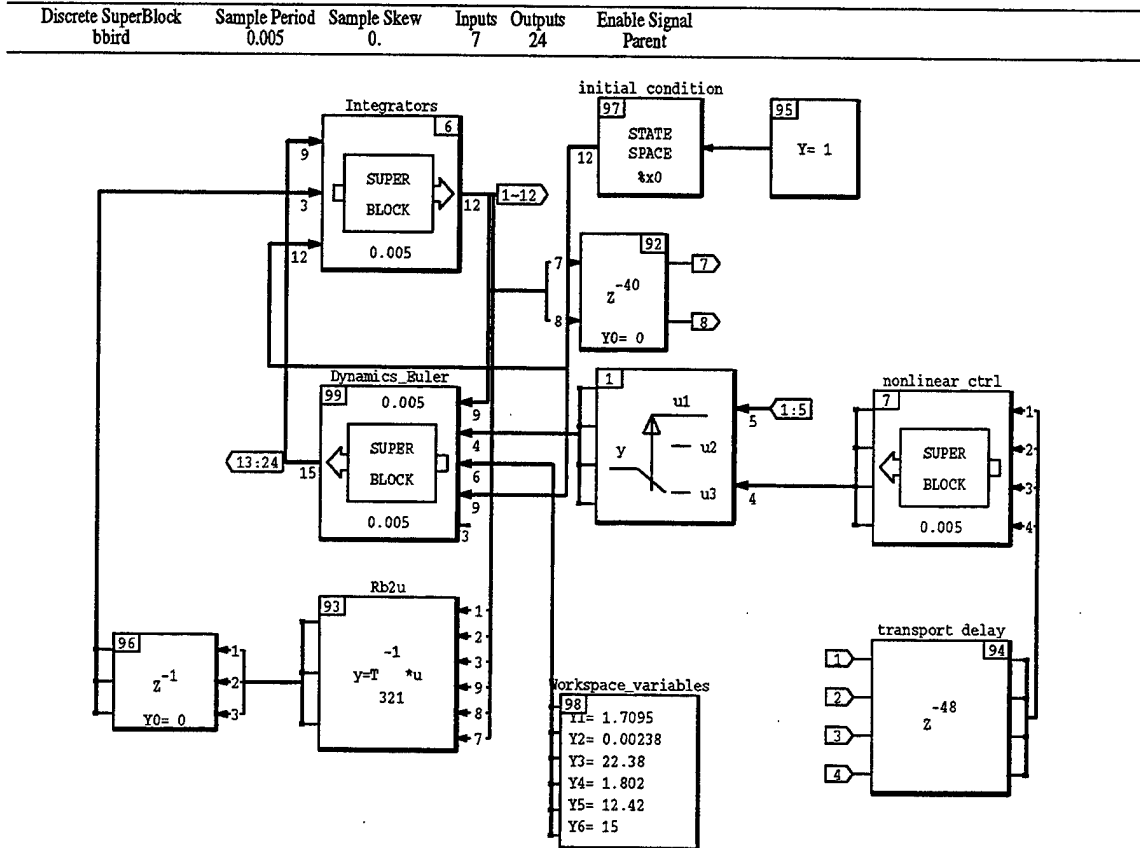 Discrete SuperBlock Sample Period Sample Skew Inputs Outputs Enable Signal
bbird 0.005 0. 7 24 Parent
initial condition
Integrators
97
95
6
STATE
SPACE
%x0
Y= 1
9
12
SUPER
BLOCK
3
12
1~12
12
0.005
92
7
7
Z -40
8
8
Y0= 0
Dynamics_Euler
99
0.005
9
1
u1
1:5
5
nonlinear ctrl
7
1
4
SUPER
BLOCK
y
u2
SUPER
BLOCK
2
13:24
15
6
u3
4
3
9
0.005
3
0.005
4
Rb2u
93
1
2
-1
y=T *u
321
3
9
8
7
96
1
Z -1
2
Y0= 0
3
transport delay
94
1
2
Z -48
3
4
Workspace_variables
98
Y1= 1.7095
Y2= 0.00238
Y3= 22.38
Y4= 1.802
Y5= 12.42
Y6= 15